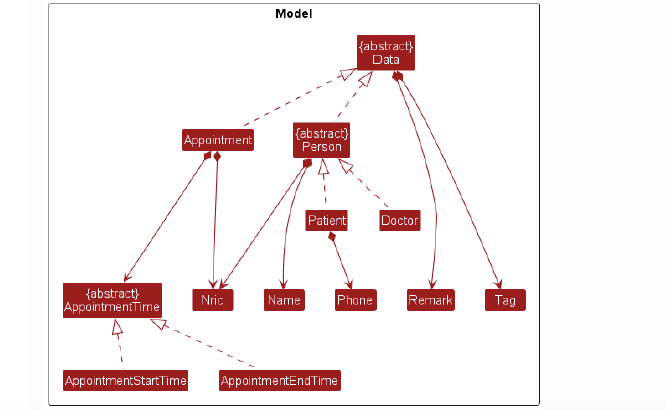 Model
{abstract}
Data
Appointment
{abstract}
Person
Patient
Doctor
{abstract}
AppointmentTime
Nric
Name
Phone
Remark
Tag
AppointmentStartTime
AppointmentEndTime